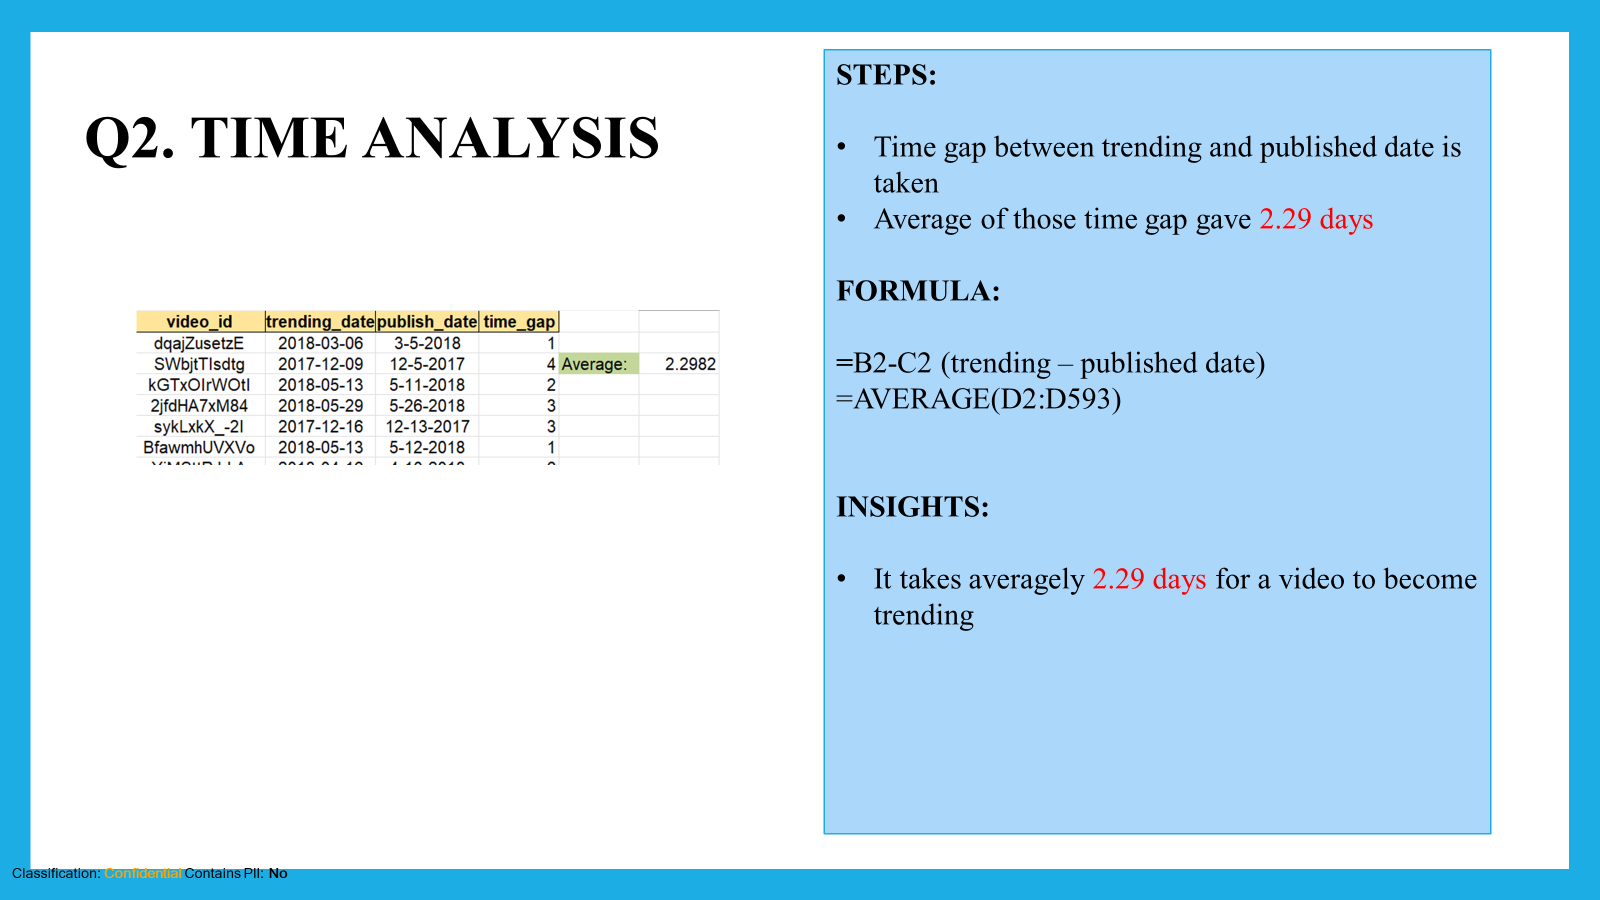 Q2. TIME ANALYSIS
video_id trending_date publish_date time_gap
dqajZusetzE 2018-03-06 3-5-2018 1
SWbjtTIsdtg 2017-12-09 12-5-2017 4 Average: 2.2982
kGTxOIrWOtI 2018-05-13 5-11-2018 2
2jfdHA7xM84 2018-05-29 5-26-2018 3
sykLxkX_-2I 2017-12-16 12-13-2017 3
BfawmhUVXVo 2018-05-13 5-12-2018 1
STEPS:
• Time gap between trending and published date is
taken
• Average of those time gap gave 2.29 days
FORMULA:
=B2-C2 (trending – published date)
=AVERAGE(D2:D593)
INSIGHTS:
• It takes averagely 2.29 days for a video to become
trending
Classification: Confidential Contains PII: No